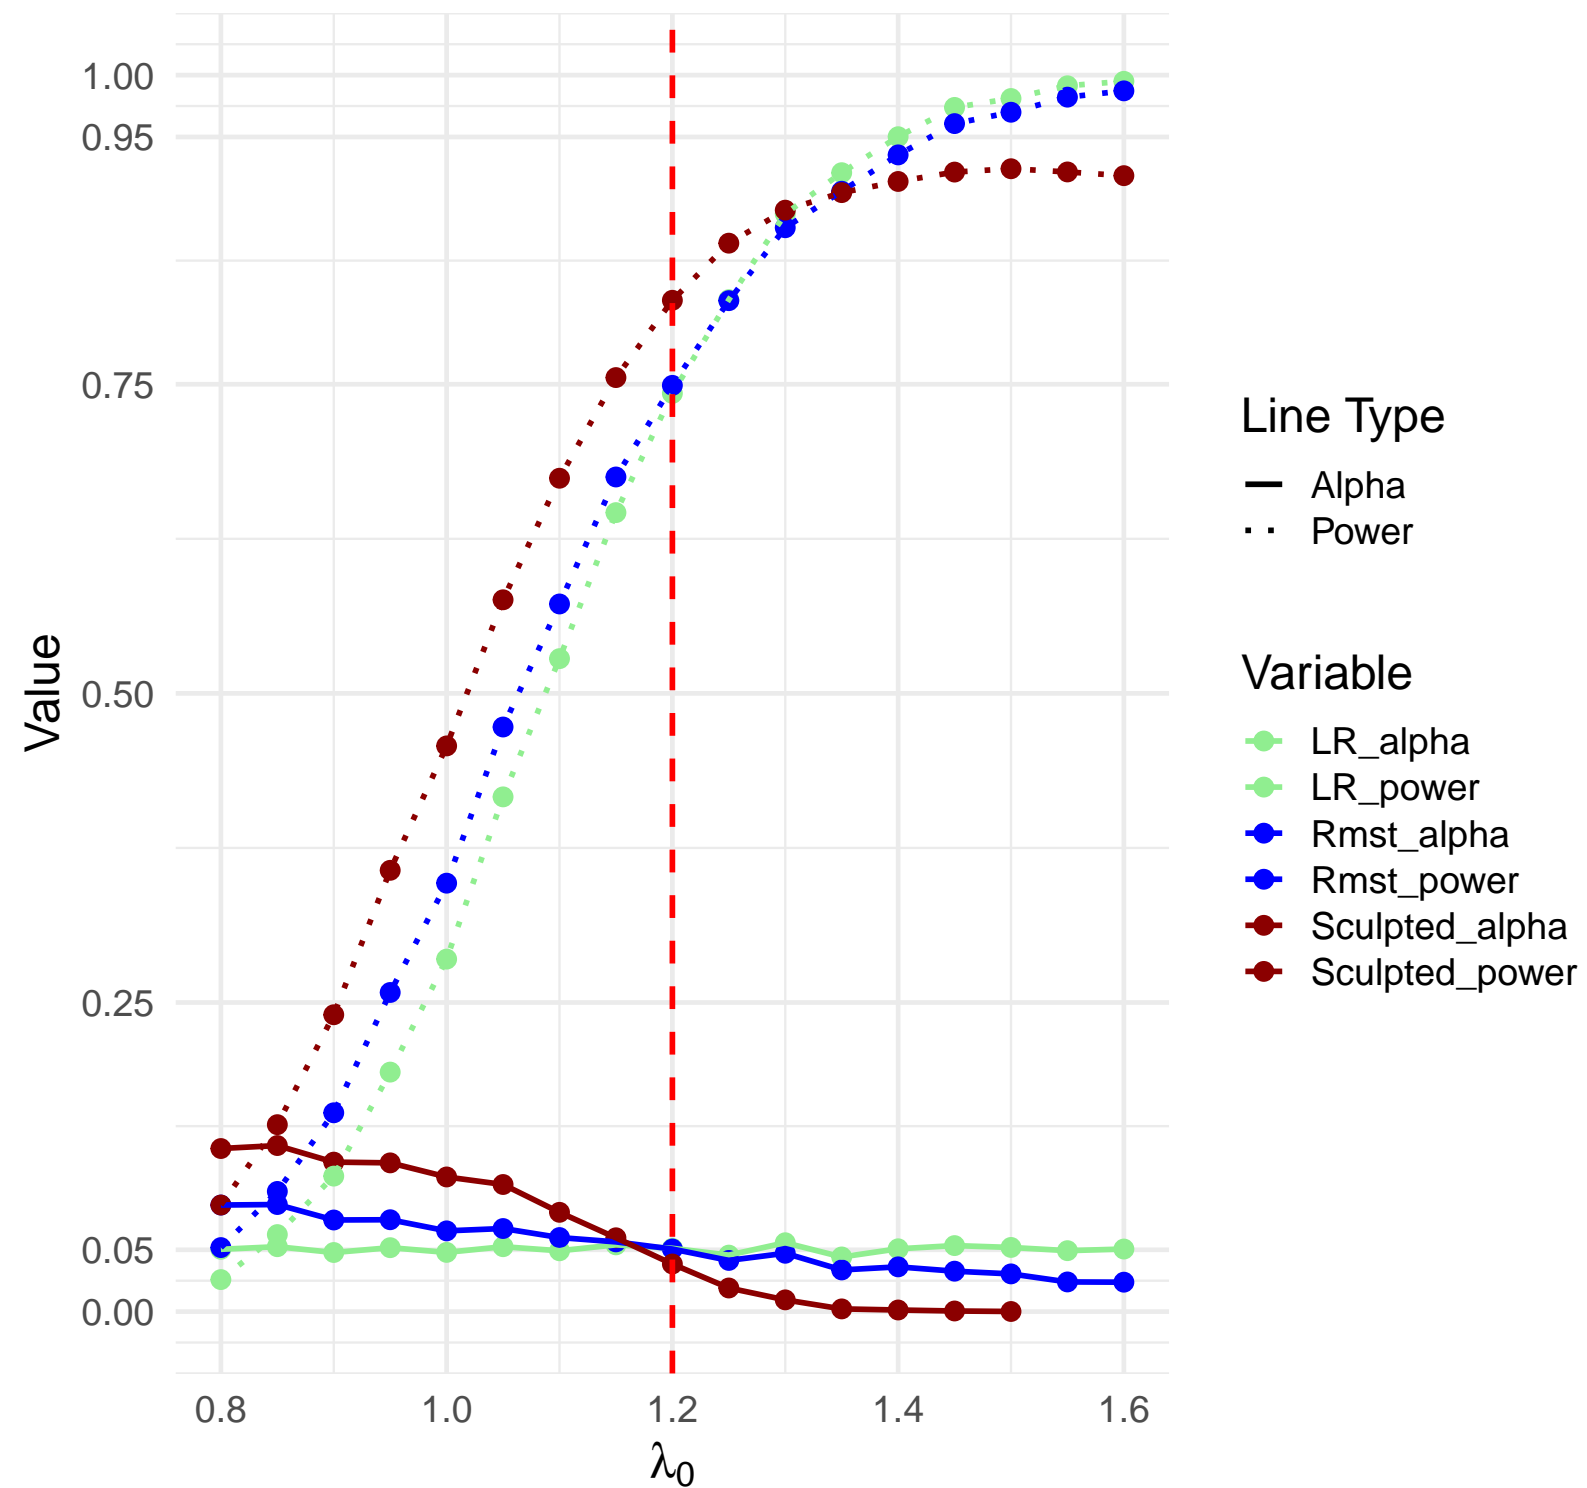 1.00
0.95
0.75
0.50
0.25
0.05
0.00
Value
0.8 1.0 1.2 1.4 1.6
λ₀
Line Type
Alpha
Power
Variable
LR_alpha
LR_power
Rmst_alpha
Rmst_power
Sculpted_alpha
Sculpted_power